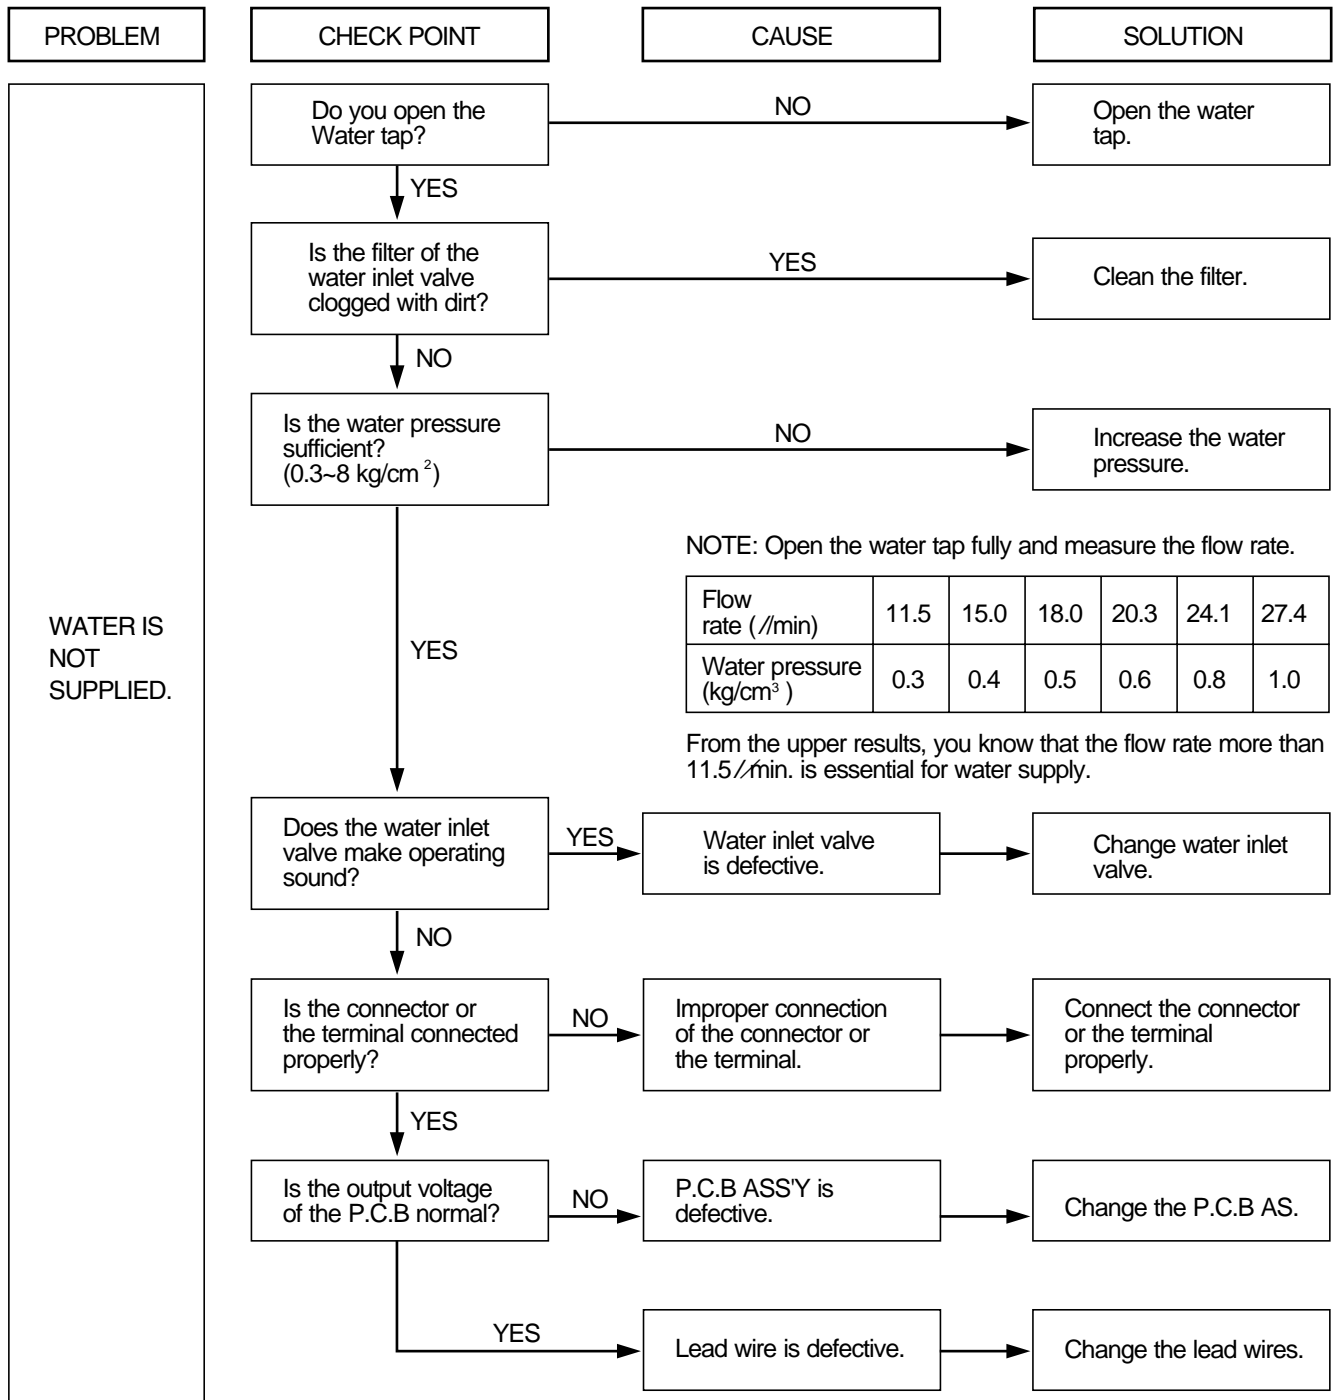 PROBLEM
CHECK POINT
CAUSE
SOLUTION
WATER IS
NOT
SUPPLIED.
Do you open the
Water tap?
NO
Open the water
tap.
YES
Is the filter of the
water inlet valve
clogged with dirt?
YES
Clean the filter.
NO
Is the water pressure
sufficient?
(0.3~8 kg/cm ²)
NO
Increase the water
pressure.
YES
NOTE: Open the water tap fully and measure the flow rate.
Flow
rate (l/min)
11.5
15.0
18.0
20.3
24.1
27.4
Water pressure
(kg/cm³ )
0.3
0.4
0.5
0.6
0.8
1.0
From the upper results, you know that the flow rate more than
11.5 l/min. is essential for water supply.
Does the water inlet
valve make operating
sound?
YES
Water inlet valve
is defective.
Change water inlet
valve.
NO
Is the connector or
the terminal connected
properly?
NO
Improper connection
of the connector or
the terminal.
Connect the connector
or the terminal
properly.
YES
Is the output voltage
of the P.C.B normal?
NO
P.C.B ASS'Y is
defective.
Change the P.C.B AS.
YES
Lead wire is defective.
Change the lead wires.